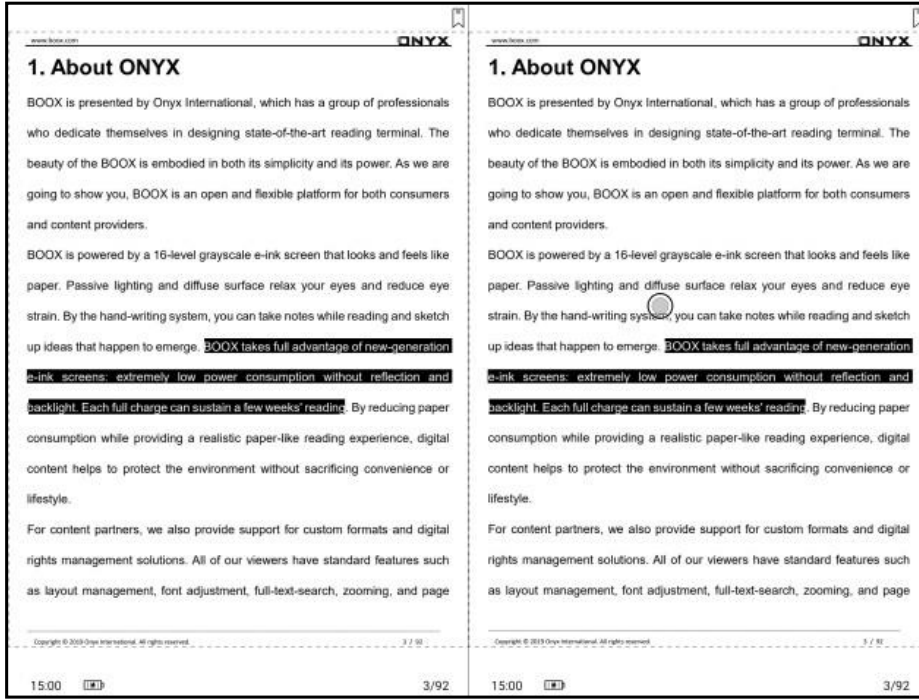 www.boox.com ONYX
1. About ONYX
BOOX is presented by Onyx International, which has a group of professionals
who dedicate themselves in designing state-of-the-art reading terminal. The
beauty of the BOOX is embodied in both its simplicity and its power. As we are
going to show you, BOOX is an open and flexible platform for both consumers
and content providers.
BOOX is powered by a 16-level grayscale e-ink screen that looks and feels like
paper. Passive lighting and diffuse surface relax your eyes and reduce eye
strain. By the hand-writing system, you can take notes while reading and sketch
up ideas that happen to emerge. BOOX takes full advantage of new-generation
e-ink screens: extremely low power consumption without reflection and
backlight. Each full charge can sustain a few weeks' reading. By reducing paper
consumption while providing a realistic paper-like reading experience, digital
content helps to protect the environment without sacrificing convenience or
lifestyle.
For content partners, we also provide support for custom formats and digital
rights management solutions. All of our viewers have standard features such
as layout management, font adjustment, full-text-search, zooming, and page
Copyright © 2019 Onyx International. All rights reserved. 3 / 92
15:00 3/92
www.boox.com ONYX
1. About ONYX
BOOX is presented by Onyx International, which has a group of professionals
who dedicate themselves in designing state-of-the-art reading terminal. The
beauty of the BOOX is embodied in both its simplicity and its power. As we are
going to show you, BOOX is an open and flexible platform for both consumers
and content providers.
BOOX is powered by a 16-level grayscale e-ink screen that looks and feels like
paper. Passive lighting and diffuse surface relax your eyes and reduce eye
strain. By the hand-writing system, you can take notes while reading and sketch
up ideas that happen to emerge. BOOX takes full advantage of new-generation
e-ink screens: extremely low power consumption without reflection and
backlight. Each full charge can sustain a few weeks' reading. By reducing paper
consumption while providing a realistic paper-like reading experience, digital
content helps to protect the environment without sacrificing convenience or
lifestyle.
For content partners, we also provide support for custom formats and digital
rights management solutions. All of our viewers have standard features such
as layout management, font adjustment, full-text-search, zooming, and page
Copyright © 2019 Onyx International. All rights reserved. 3 / 92
15:00 3/92